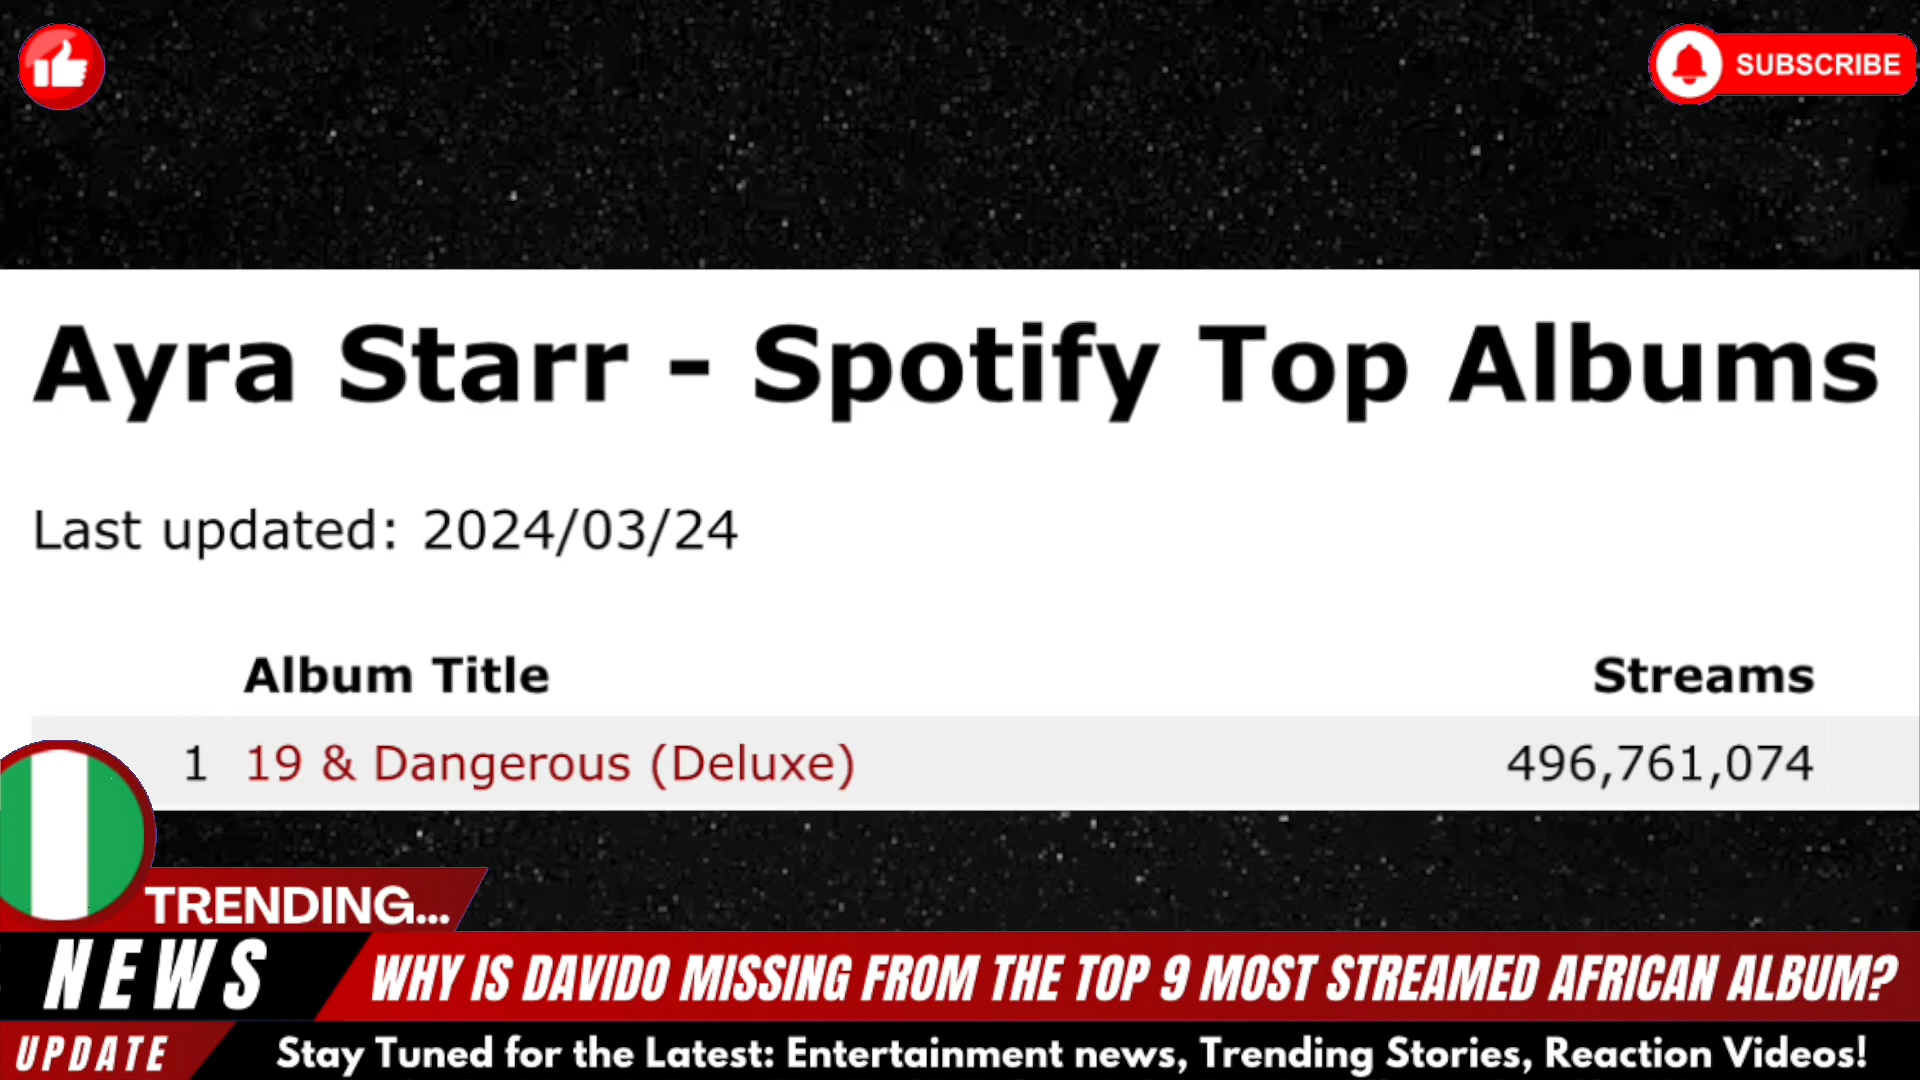 SUBSCRIBE
Ayra Starr - Spotify Top Albums
Last updated: 2024/03/24
Album Title Streams
1 19 & Dangerous (Deluxe) 496,761,074
TRENDING...
NEWS WHY IS DAVIDO MISSING FROM THE TOP 9 MOST STREAMED AFRICAN ALBUM?
UPDATE Stay Tuned for the Latest: Entertainment news, Trending Stories, Reaction Videos!